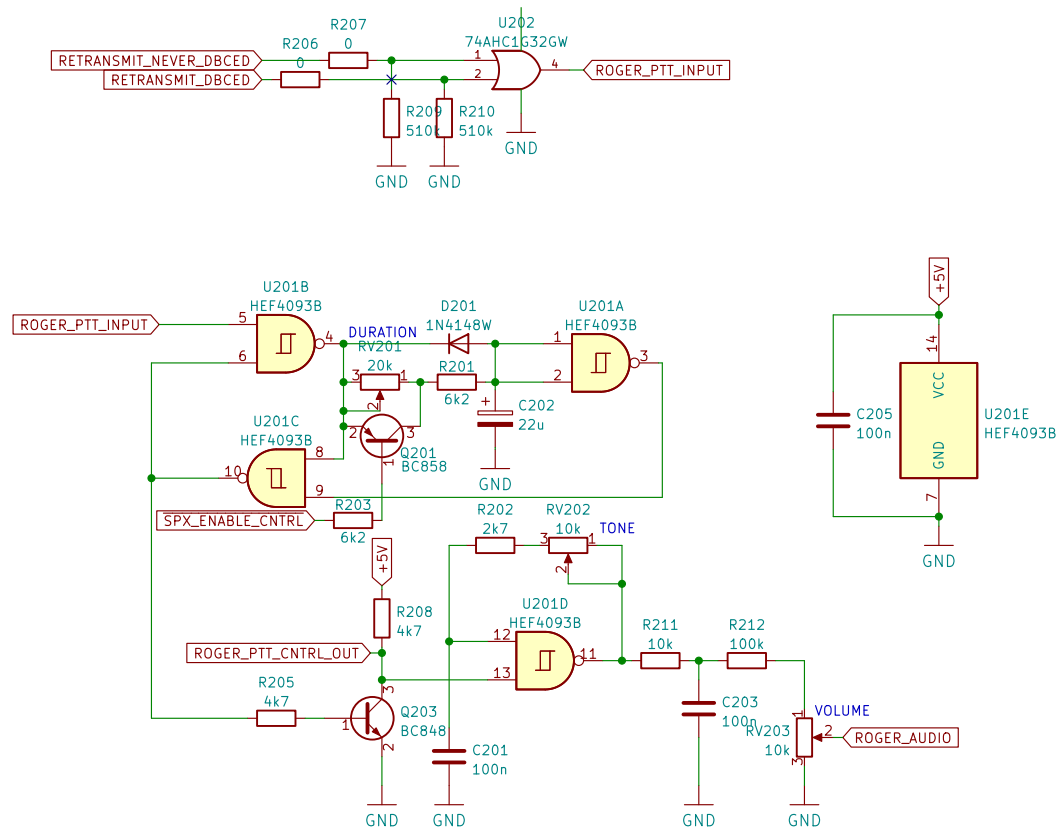 R207
0
R206
0
RETRANSMIT_NEVER_DBCED
RETRANSMIT_DBCED
U202
74AHC1G32GW
1
2
4
ROGER_PTT_INPUT
R209
510k
R210
510k
GND
GND
GND
ROGER_PTT_INPUT
U201B
HEF4093B
5
6
4
DURATION
RV201
20k
3
1
2
D201
1N4148W
R201
6k2
C202
22u
+
GND
U201A
HEF4093B
1
2
3
U201C
HEF4093B
10
8
9
2
3
1
Q201
BC858
SPX_ENABLE_CNTRL
R203
6k2
+5V
14
VCC
GND
7
U201E
HEF4093B
C205
100n
GND
+5V
R208
4k7
ROGER_PTT_CNTRL_OUT
R205
4k7
1
3
2
Q203
BC848
GND
R202
2k7
RV202
10k
TONE
3
1
2
U201D
HEF4093B
12
13
11
C201
100n
GND
R211
10k
R212
100k
C203
100n
GND
VOLUME
RV203
10k
1
2
3
ROGER_AUDIO
GND